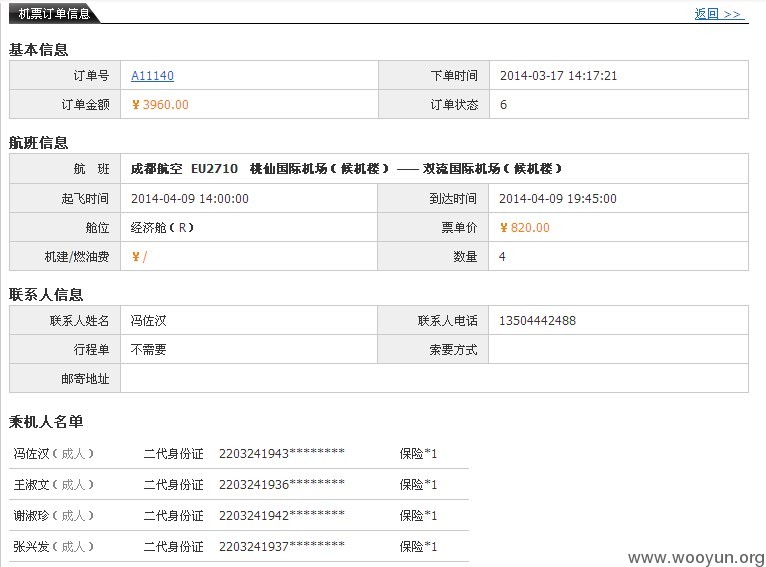 机票订单信息 返回 >>
基本信息
订单号 A11140 下单时间 2014-03-17 14:17:21
订单金额 ¥3960.00 订单状态 6
航班信息
航 班 成都航空 EU2710 桃仙国际机场（候机楼） —— 双流国际机场（候机楼）
起飞时间 2014-04-09 14:00:00 到达时间 2014-04-09 19:45:00
舱位 经济舱（R） 票单价 ¥820.00
机建/燃油费 ¥/ 数量 4
联系人信息
联系人姓名 冯佐汉 联系人电话 13504442488
行程单 不需要 索要方式
邮寄地址
乘机人名单
冯佐汉（成人） 二代身份证 2203241943******** 保险*1
王淑文（成人） 二代身份证 2203241936******** 保险*1
谢淑珍（成人） 二代身份证 2203241942******** 保险*1
张兴发（成人） 二代身份证 2203241937******** 保险*1
www.wooyun.org